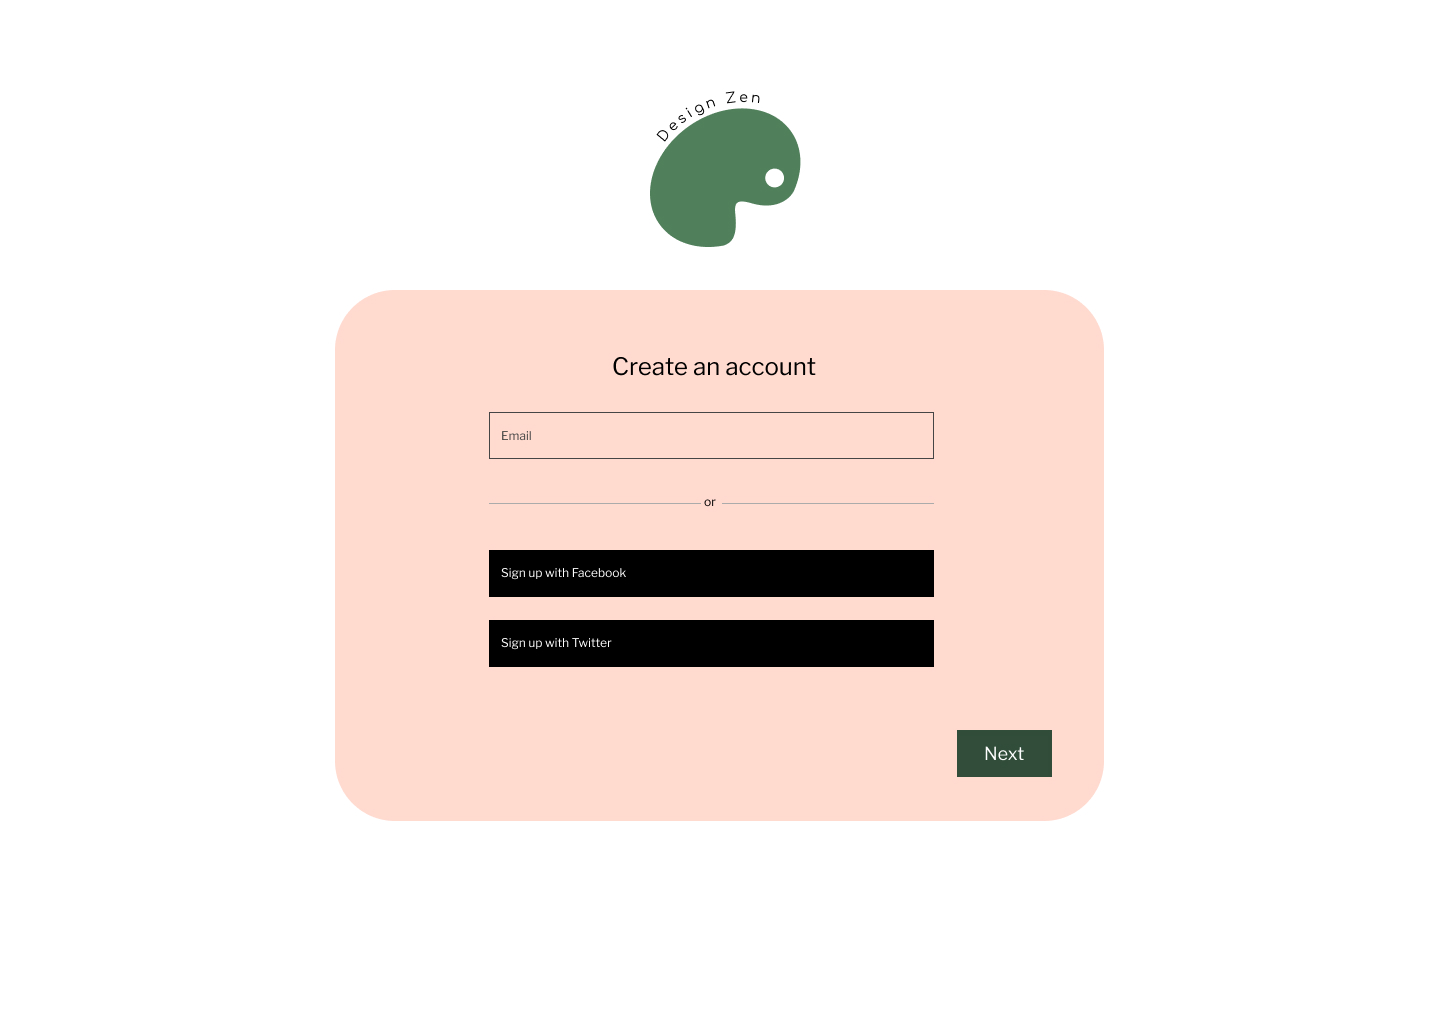 Design Zen
Create an account
Email
or
Sign up with Facebook
Sign up with Twitter
Next